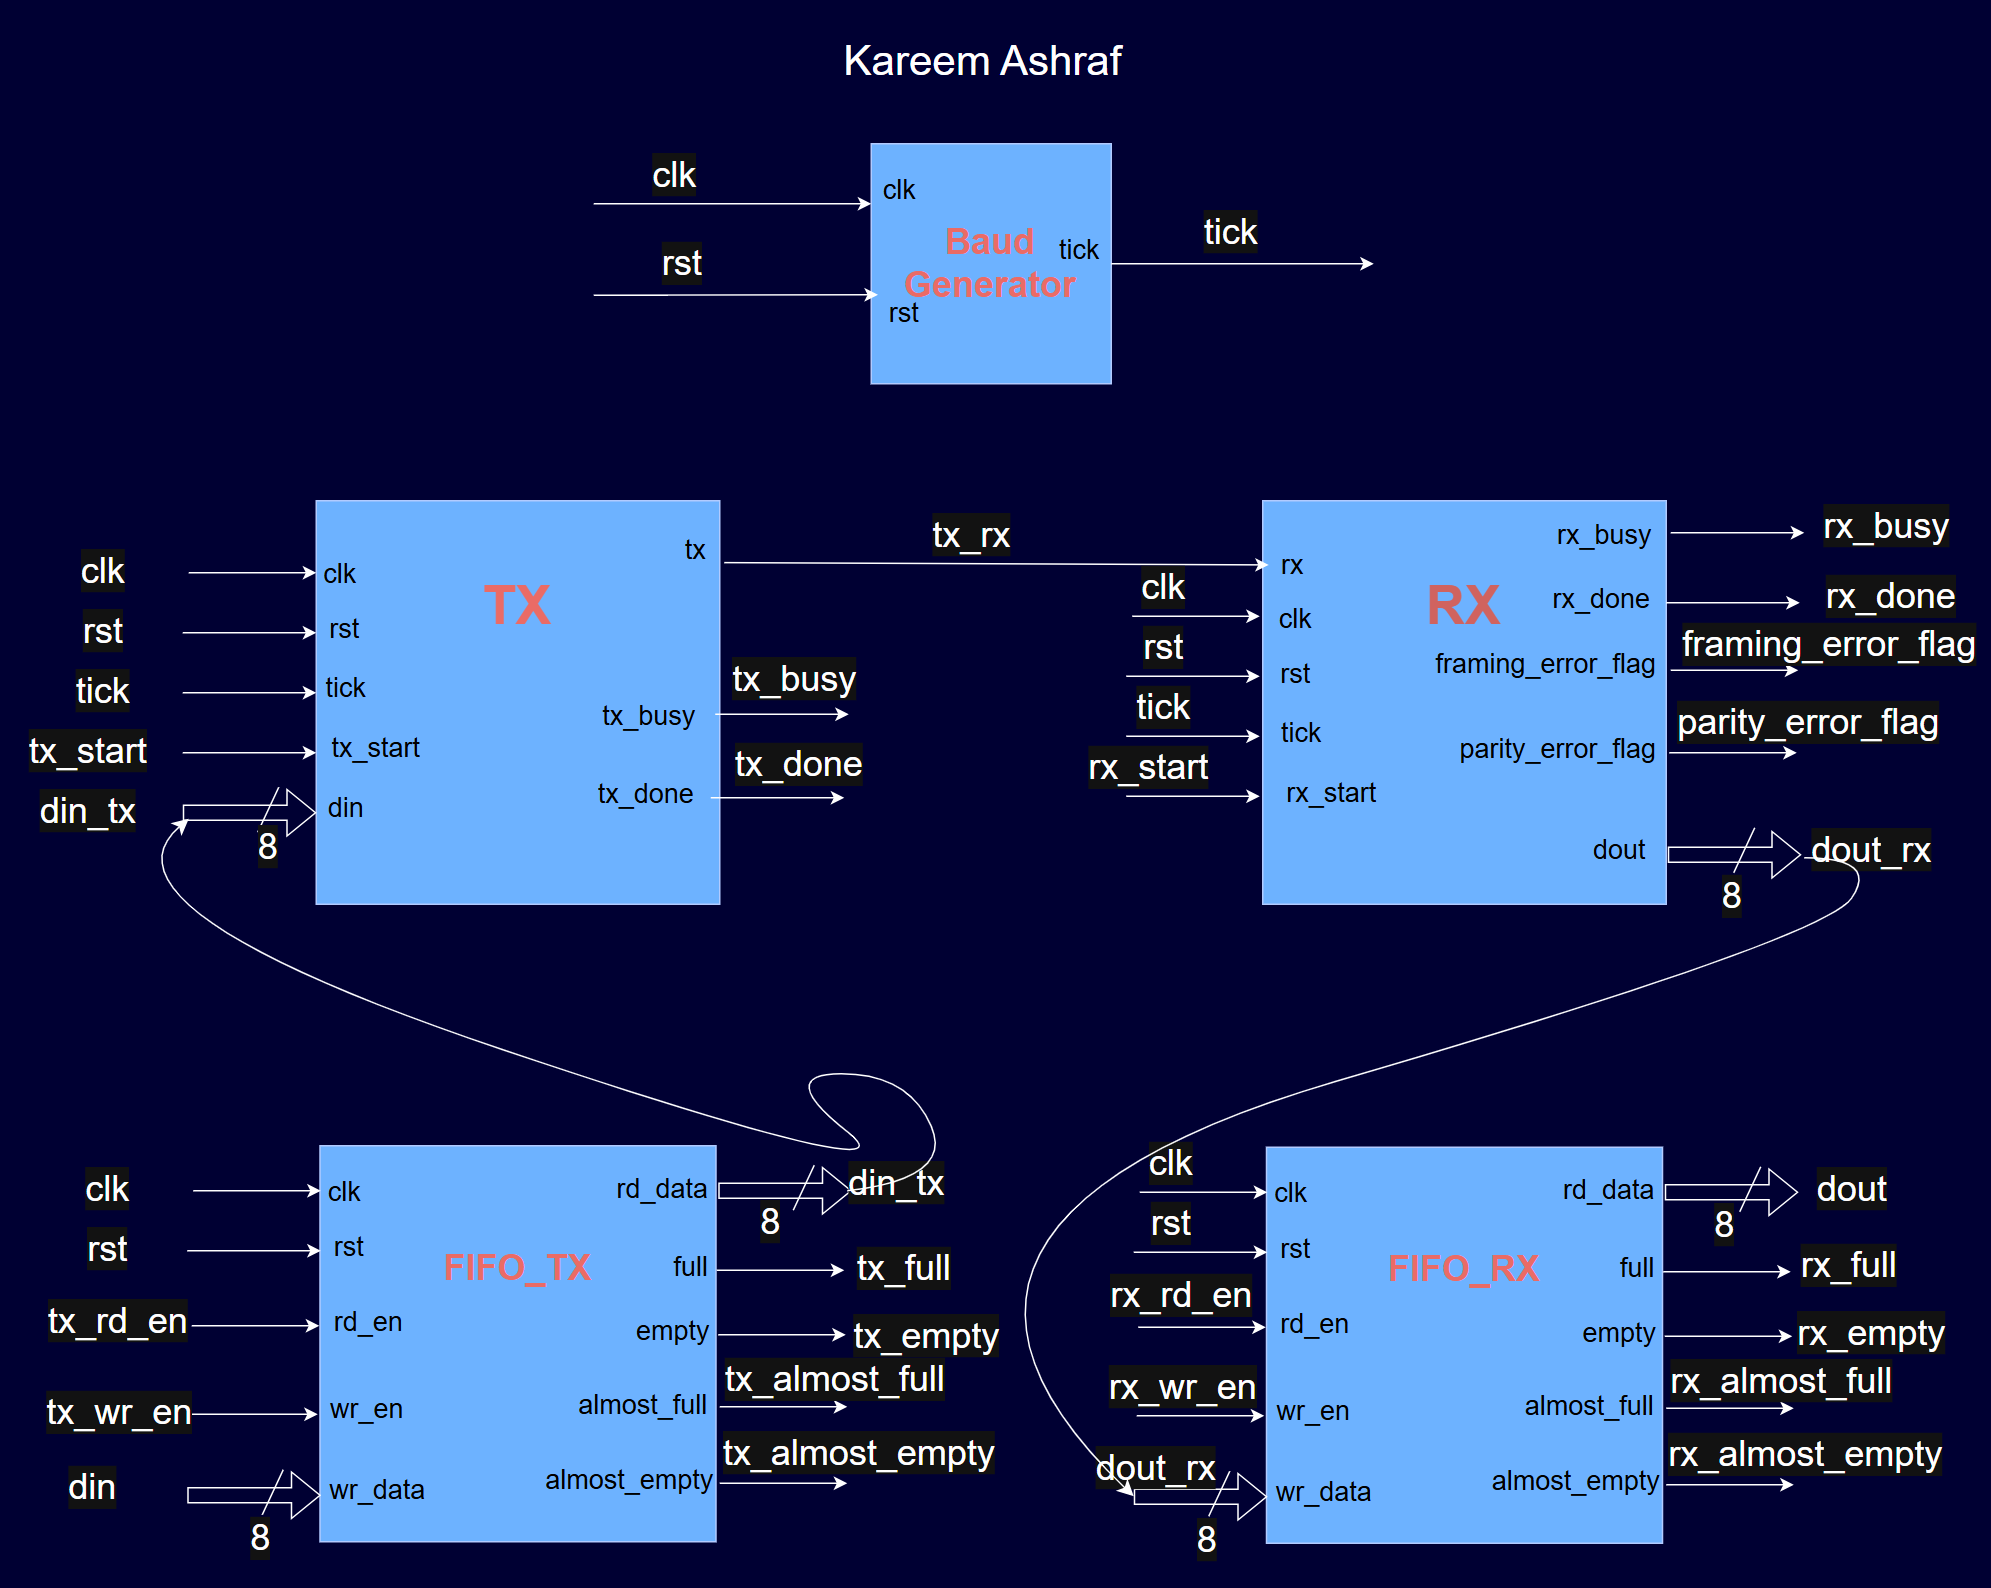 Kareem Ashraf
clk
rst
clk
Baud
Generator
tick
rst
tick
clk
rst
tick
tx_start
din_tx
8
clk
rst
tick
tx_start
din
TX
tx
tx_busy
tx_done
tx_busy
tx_done
tx_rx
clk
rst
tick
rx_start
rx
clk
rst
tick
rx_start
RX
rx_busy
rx_done
framing_error_flag
parity_error_flag
dout
rx_busy
rx_done
framing_error_flag
parity_error_flag
dout_rx
8
clk
rst
tx_rd_en
tx_wr_en
din
8
clk
rst
rd_en
wr_en
wr_data
FIFO_TX
rd_data
full
empty
almost_full
almost_empty
din_tx
8
tx_full
tx_empty
tx_almost_full
tx_almost_empty
clk
rst
rx_rd_en
rx_wr_en
dout_rx
8
clk
rst
rd_en
wr_en
wr_data
FIFO_RX
rd_data
full
empty
almost_full
almost_empty
dout
8
rx_full
rx_empty
rx_almost_full
rx_almost_empty